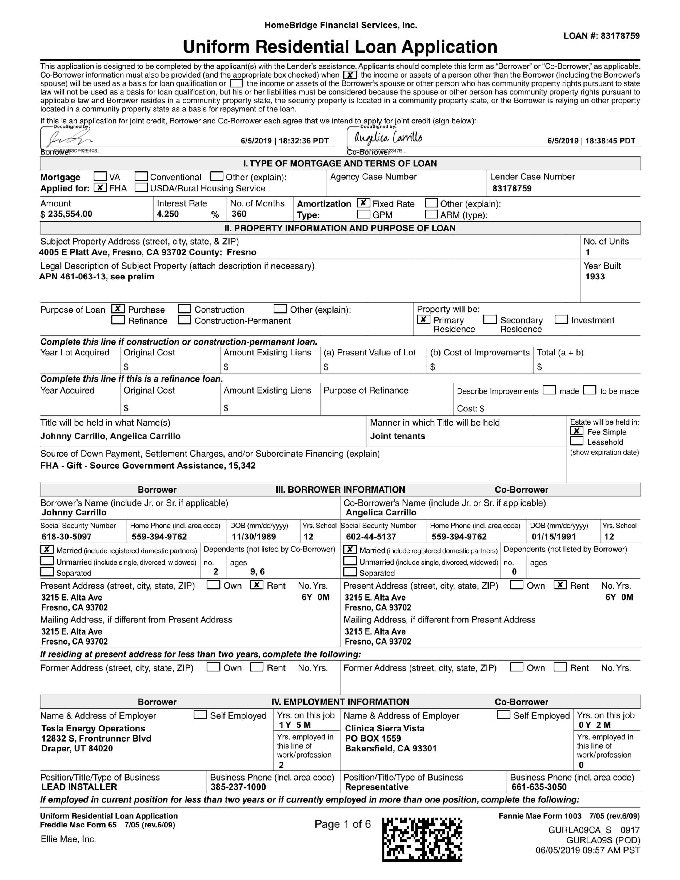 HomeBridge Financial Services, Inc.
LOAN #: 83178759
Uniform Residential Loan Application
This application is designed to be completed by the applicant(s) with the Lender's assistance. Applicants should complete this form as "Borrower" or "Co-Borrower," as applicable.
Co-Borrower information must also be provided (and the appropriate box checked) when X the income or assets of a person other than the Borrower (including the Borrower's
spouse) will be used as a basis for loan qualification or the income or assets of the Borrower's spouse or other person who has community property rights pursuant to state
law will not be used as a basis for loan qualification, but his or her liabilities must be considered because the spouse or other person has community property rights pursuant to
applicable law and Borrower resides in a community property state, the security property is located in a community property state, or the Borrower is relying on other property
located in a community property state as a basis for repayment of the loan.
If this is an application for joint credit, Borrower and Co-Borrower each agree that we intend to apply for joint credit (sign below):
DocuSigned by: DocuSigned by:
6/5/2019 | 18:32:36 PDT Angelica Carrillo 6/5/2019 | 18:38:45 PDT
Borrower Co-Borrower
I. TYPE OF MORTGAGE AND TERMS OF LOAN
Mortgage VA Conventional Other (explain): Agency Case Number Lender Case Number
Applied for: X FHA USDA/Rural Housing Service 83178759
Amount Interest Rate No. of Months Amortization X Fixed Rate Other (explain):
$ 235,554.00 4.250 % 360 Type: GPM ARM (type):
II. PROPERTY INFORMATION AND PURPOSE OF LOAN
Subject Property Address (street, city, state, & ZIP) No. of Units
4005 E Platt Ave, Fresno, CA 93702 County: Fresno 1
Legal Description of Subject Property (attach description if necessary) Year Built
APN 461-063-13, see prelim 1933
Purpose of Loan X Purchase Construction Other (explain): Property will be:
Refinance Construction-Permanent X Primary Residence Secondary Residence Investment
Complete this line if construction or construction-permanent loan.
Year Lot Acquired Original Cost Amount Existing Liens (a) Present Value of Lot (b) Cost of Improvements Total (a + b)
$ $ $ $ $
Complete this line if this is a refinance loan.
Year Acquired Original Cost Amount Existing Liens Purpose of Refinance Describe Improvements made to be made
$ $ Cost: $
Title will be held in what Name(s) Manner in which Title will be held Estate will be held in:
Johnny Carrillo, Angelica Carrillo Joint tenants X Fee Simple
Leasehold
Source of Down Payment, Settlement Charges, and/or Subordinate Financing (explain) (show expiration date)
FHA - Gift - Source Government Assistance, 15,342
Borrower III. BORROWER INFORMATION Co-Borrower
Borrower's Name (include Jr. or Sr. if applicable) Co-Borrower's Name (include Jr. or Sr. if applicable)
Johnny Carrillo Angelica Carrillo
Social Security Number Home Phone (incl. area code) DOB (mm/dd/yyyy) Yrs. School Social Security Number Home Phone (incl. area code) DOB (mm/dd/yyyy) Yrs. School
618-30-5097 559-394-9762 11/30/1989 12 602-44-5137 559-394-9762 01/15/1991 12
X Married (include registered domestic partners) Dependents (not listed by Co-Borrower) X Married (include registered domestic partners) Dependents (not listed by Borrower)
Unmarried (include single, divorced, widowed) no. ages Unmarried (include single, divorced, widowed) no. ages
Separated 2 9, 6 Separated 0
Present Address (street, city, state, ZIP) Own X Rent No. Yrs. Present Address (street, city, state, ZIP) Own X Rent No. Yrs.
3215 E. Alta Ave 6Y 0M 3215 E. Alta Ave 6Y 0M
Fresno, CA 93702 Fresno, CA 93702
Mailing Address, if different from Present Address Mailing Address, if different from Present Address
3215 E. Alta Ave 3215 E. Alta Ave
Fresno, CA 93702 Fresno, CA 93702
If residing at present address for less than two years, complete the following:
Former Address (street, city, state, ZIP) Own Rent No. Yrs. Former Address (street, city, state, ZIP) Own Rent No. Yrs.
Borrower IV. EMPLOYMENT INFORMATION Co-Borrower
Name & Address of Employer Self Employed Yrs. on this job Name & Address of Employer Self Employed Yrs. on this job
Tesla Energy Operations 1Y 5M Clinica Sierra Vista 0Y 2M
12832 S, Frontrunner Blvd Yrs. employed in this line of work/profession PO BOX 1559 Yrs. employed in this line of work/profession
Draper, UT 84020 Bakersfield, CA 93301
2 0
Position/Title/Type of Business Business Phone (incl. area code) Position/Title/Type of Business Business Phone (incl. area code)
LEAD INSTALLER 385-237-1000 Representative 661-635-3050
If employed in current position for less than two years or if currently employed in more than one position, complete the following:
Uniform Residential Loan Application Fannie Mae Form 1003 7/05 (rev.6/09)
Freddie Mac Form 65 7/05 (rev.6/09) Page 1 of 6
GURLA09CA S 0917
Ellie Mae, Inc. GURLA09S (POD)
06/05/2019 09:57 AM PST